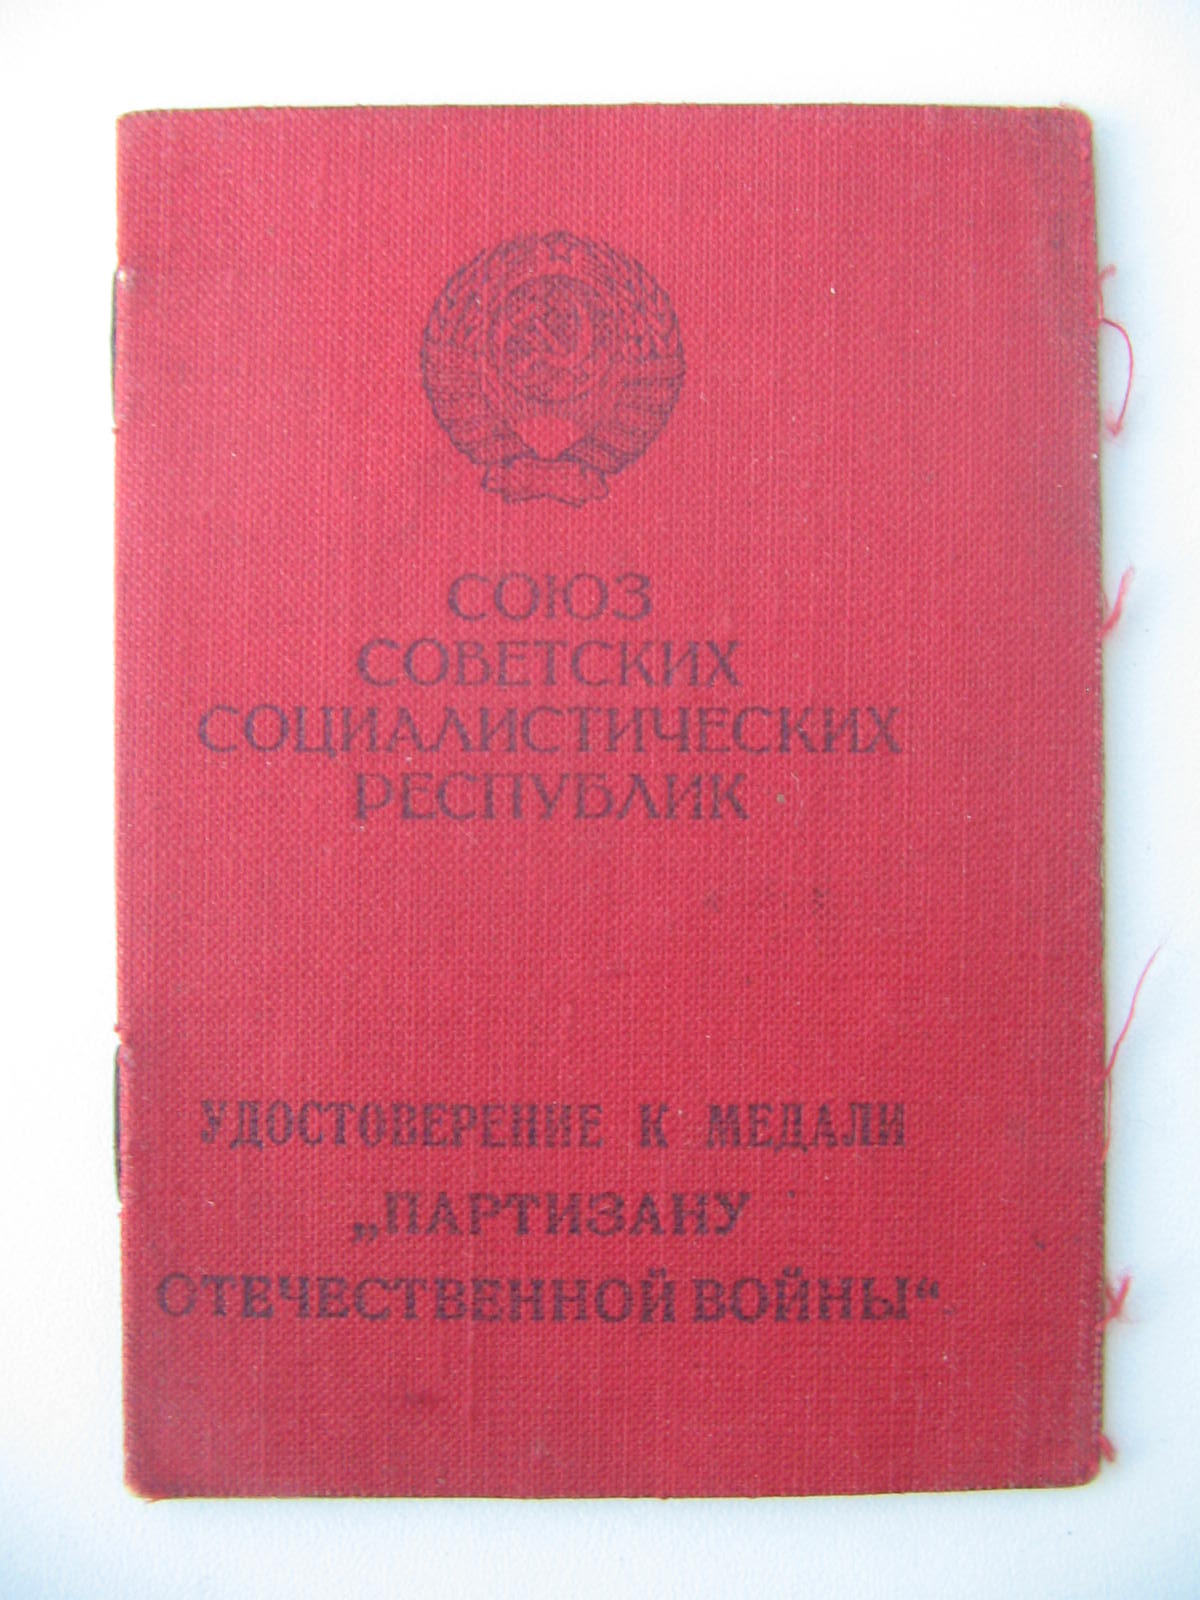 СОЮЗ
СОВЕТСКИХ
СОЦИАЛИСТИЧЕСКИХ
РЕСПУБЛИК
УДОСТОВЕРЕНИЕ К МЕДАЛИ
„ПАРТИЗАНУ
ОТЕЧЕСТВЕННОЙ ВОЙНЫ“